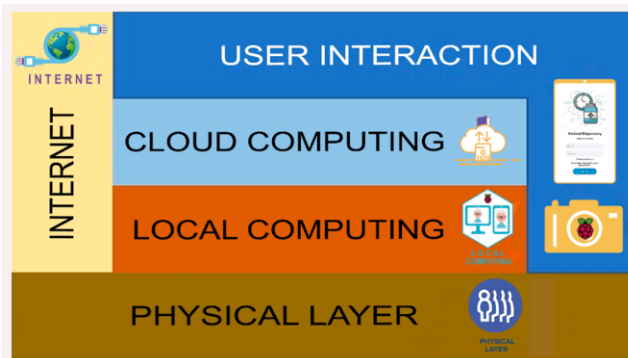 INTERNET
INTERNET
USER INTERACTION
CLOUD COMPUTING
LOCAL COMPUTING
LOCAL
COMPUTING
PHYSICAL LAYER
PHYSICAL
LAYER